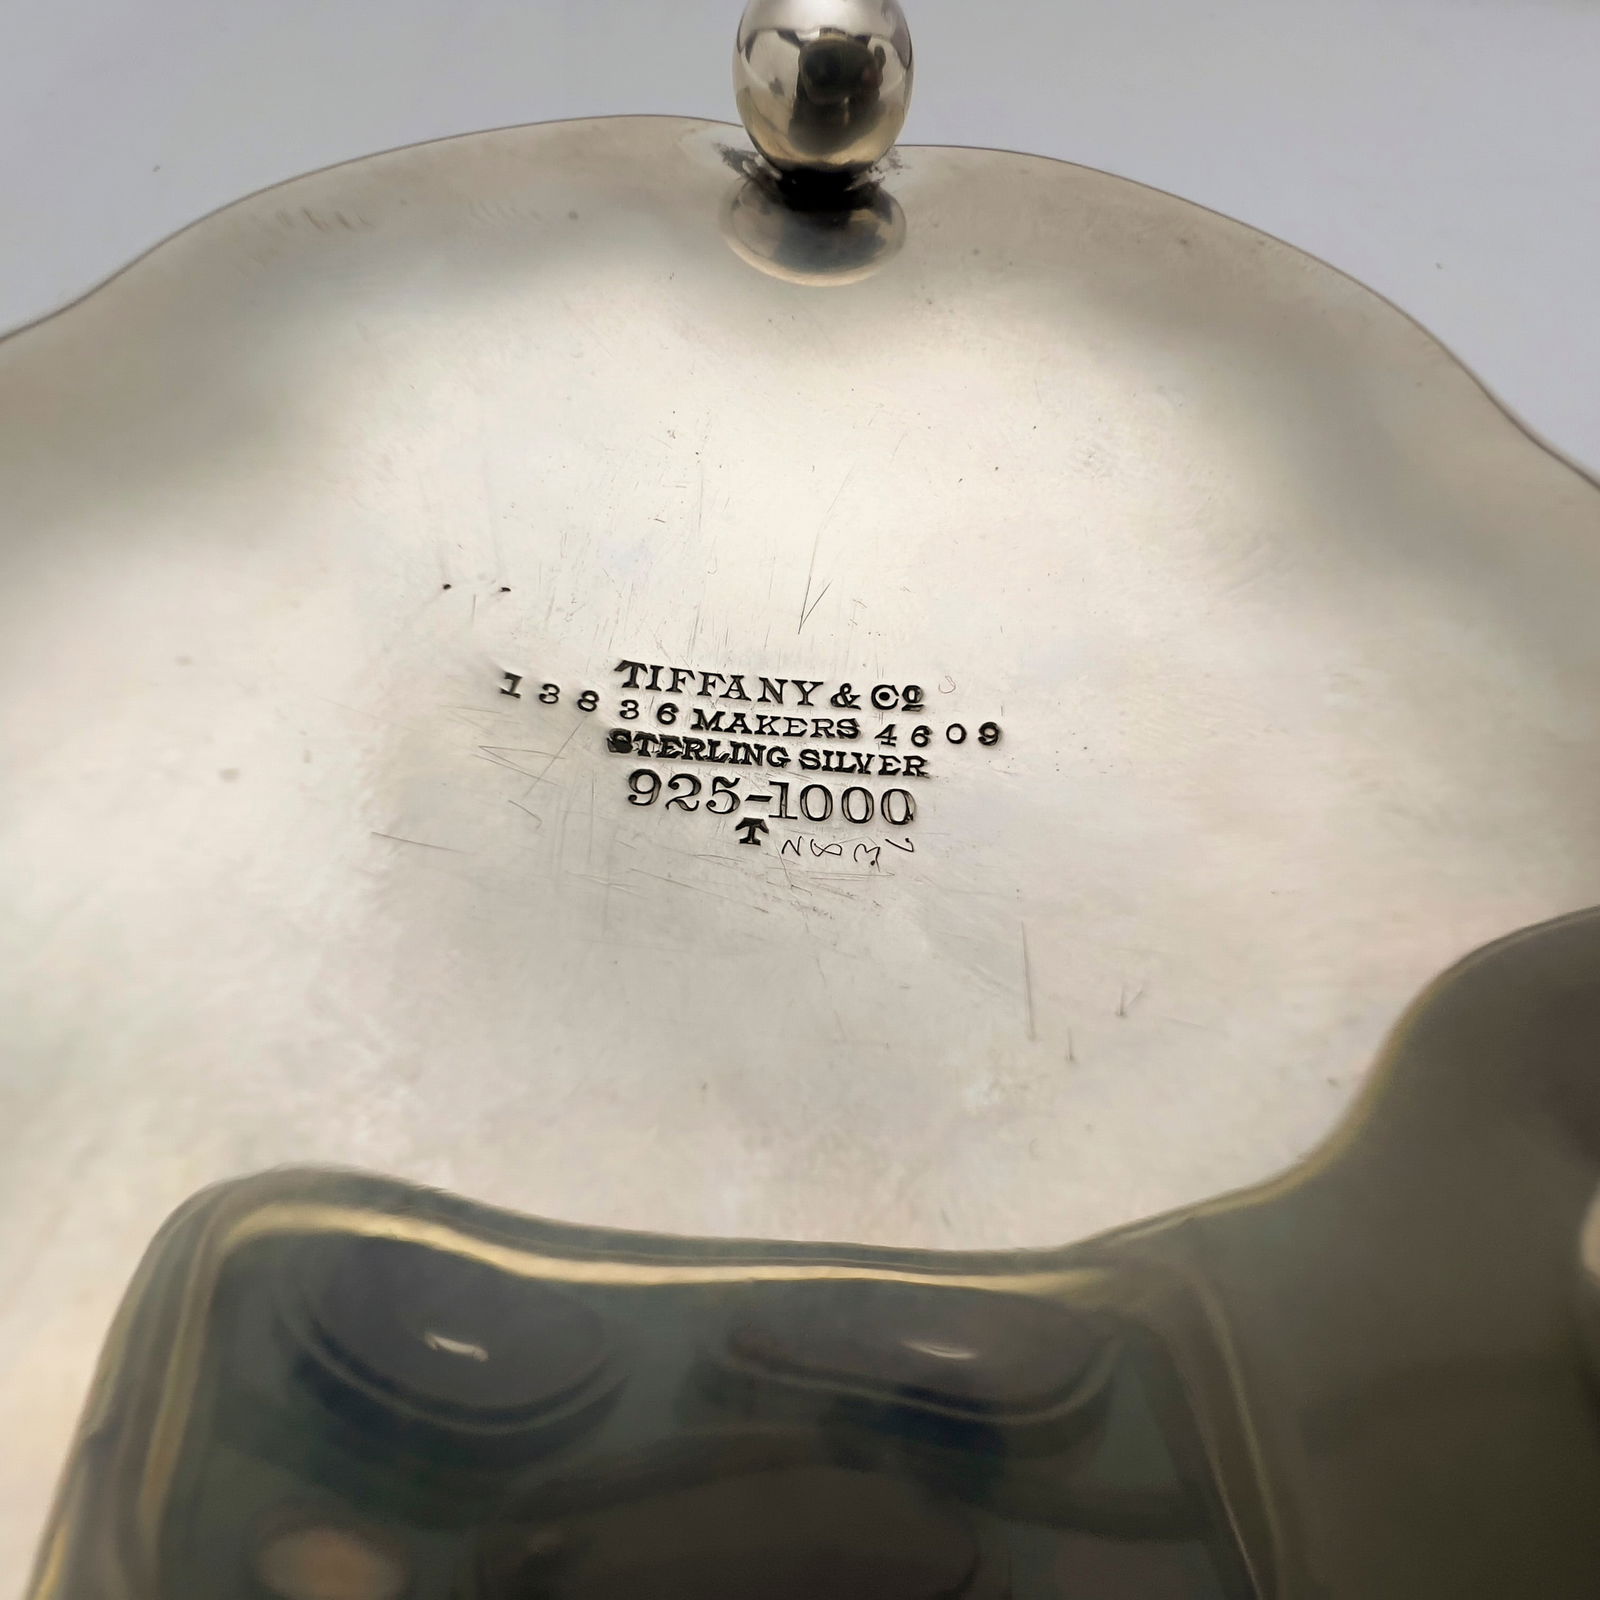 TIFFANY & Cº
13836 MAKERS 4609
STERLING SILVER
925-1000
T